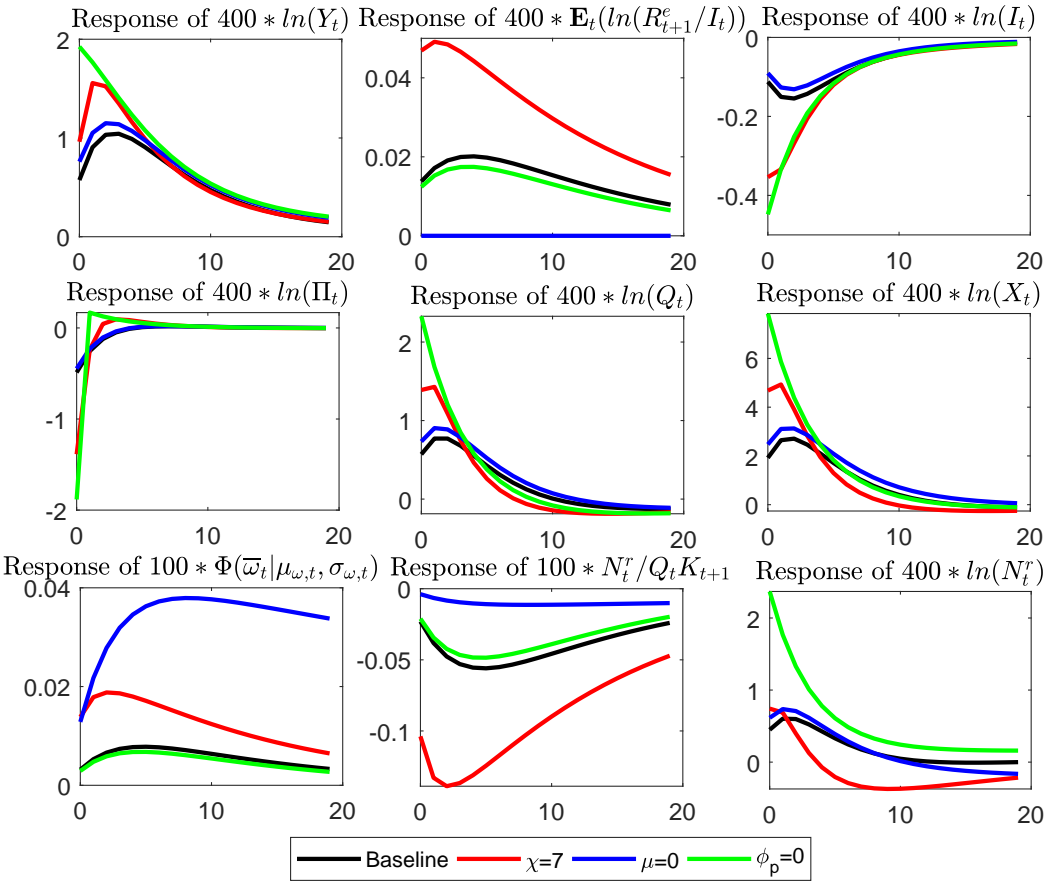 Response of 400 ∗ ln(Y_t)
Response of 400 ∗ E_t(ln(R^e_{t+1}/I_t))
Response of 400 ∗ ln(I_t)
2
1
0
0 10 20
0.04
0.02
0
0 10 20
0
-0.2
-0.4
0 10 20
Response of 400 ∗ ln(Π_t)
Response of 400 ∗ ln(Q_t)
Response of 400 ∗ ln(X_t)
0
-1
-2
0 10 20
2
1
0
0 10 20
6
4
2
0
0 10 20
Response of 100 ∗ Φ(ω̅_t|μ_{ω,t}, σ_{ω,t})
Response of 100 ∗ N^r_t/Q_tK_{t+1}
Response of 400 ∗ ln(N^r_t)
0.04
0.02
0
0 10 20
0
-0.05
-0.1
0 10 20
2
1
0
0 10 20
Baseline χ=7 μ=0 ϕ_p=0